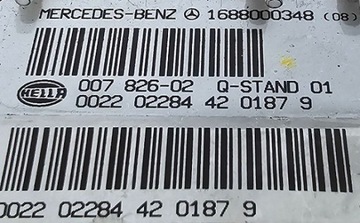 MERCEDES-BENZ 1688000348 (08)
HELLA 007 826-02 Q-STAND 01
0022 02284 42 0187 9
0022 02284 42 0187 9